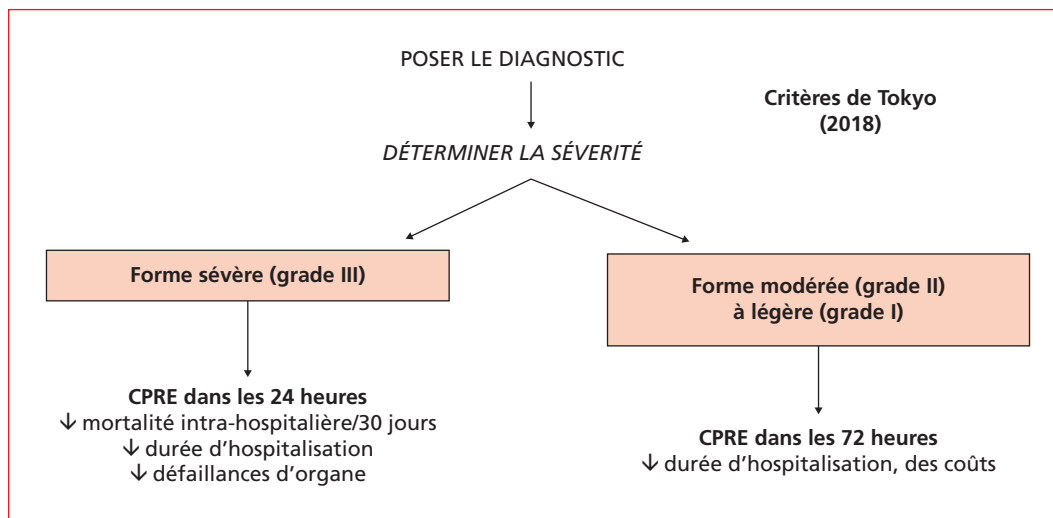 POSER LE DIAGNOSTIC
Critères de Tokyo
(2018)
DÉTERMINER LA SÉVERITÉ
Forme sévère (grade III)
Forme modérée (grade II)
à légère (grade I)
CPRE dans les 24 heures
↓ mortalité intra-hospitalière/30 jours
↓ durée d'hospitalisation
↓ défaillances d'organe
CPRE dans les 72 heures
↓ durée d'hospitalisation, des coûts